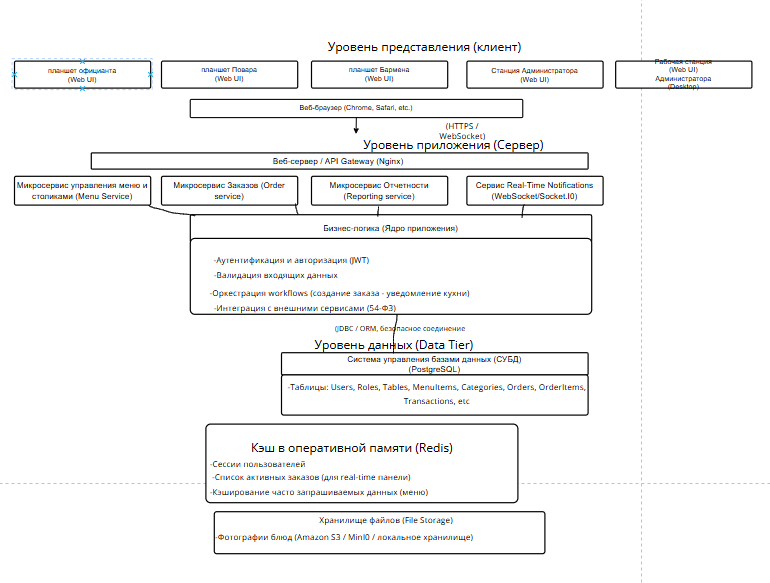 Уровень представления (клиент)
планшет официанта
(Web UI)
планшет Повара
(Web UI)
планшет Бармена
(Web UI)
Станция Администратора
(Web UI)
Рабочая станция
(Web UI)
Администратора
(Desktop)
Веб-браузер (Chrome, Safari, etc.)
(HTTPS /
WebSocket)
Уровень приложения (Сервер)
Веб-сервер / API Gateway (Nginx)
Микросервис управления меню и
столиками (Menu Service)
Микросервис Заказов (Order
service)
Микросервис Отчетности
(Reporting service)
Сервис Real-Time Notifications
(WebSocket/Socket.I0)
Бизнес-логика (Ядро приложения)
-Аутентификация и авторизация (JWT)
-Валидация входящих данных
-Оркестрация workflows (создание заказа - уведомление кухни)
-Интеграция с внешними сервисами (54-ФЗ)
(JDBC / ORM, безопасное соединение
Уровень данных (Data Tier)
Система управления базами данных (СУБД)
(PostgreSQL)
-Таблицы: Users, Roles, Tables, MenuItems, Categories, Orders, OrderItems,
Transactions, etc
Кэш в оперативной памяти (Redis)
-Сессии пользователей
-Список активных заказов (для real-time панели)
-Кэширование часто запрашиваемых данных (меню)
Хранилище файлов (File Storage)
-Фотографии блюд (Amazon S3 / MinI0 / локальное хранилище)